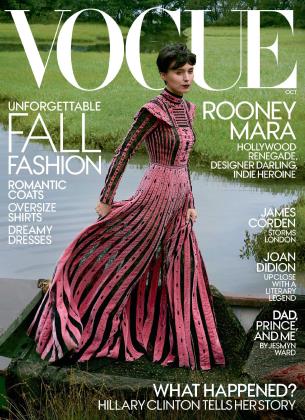 VOGUE
OCT
UNFORGETTABLE
FALL
FASHION
ROMANTIC
COATS
OVERSIZE
SHIRTS
DREAMY
DRESSES
ROONEY
MARA
HOLLYWOOD
RENEGADE,
DESIGNER DARLING,
INDIE HEROINE
JAMES
CORDEN
STORMS
LONDON
JOAN
DIDION
UP CLOSE
WITH A
LITERARY
LEGEND
DAD,
PRINCE,
AND ME
BY JESMYN
WARD
WHAT HAPPENED?
HILLARY CLINTON TELLS HER STORY